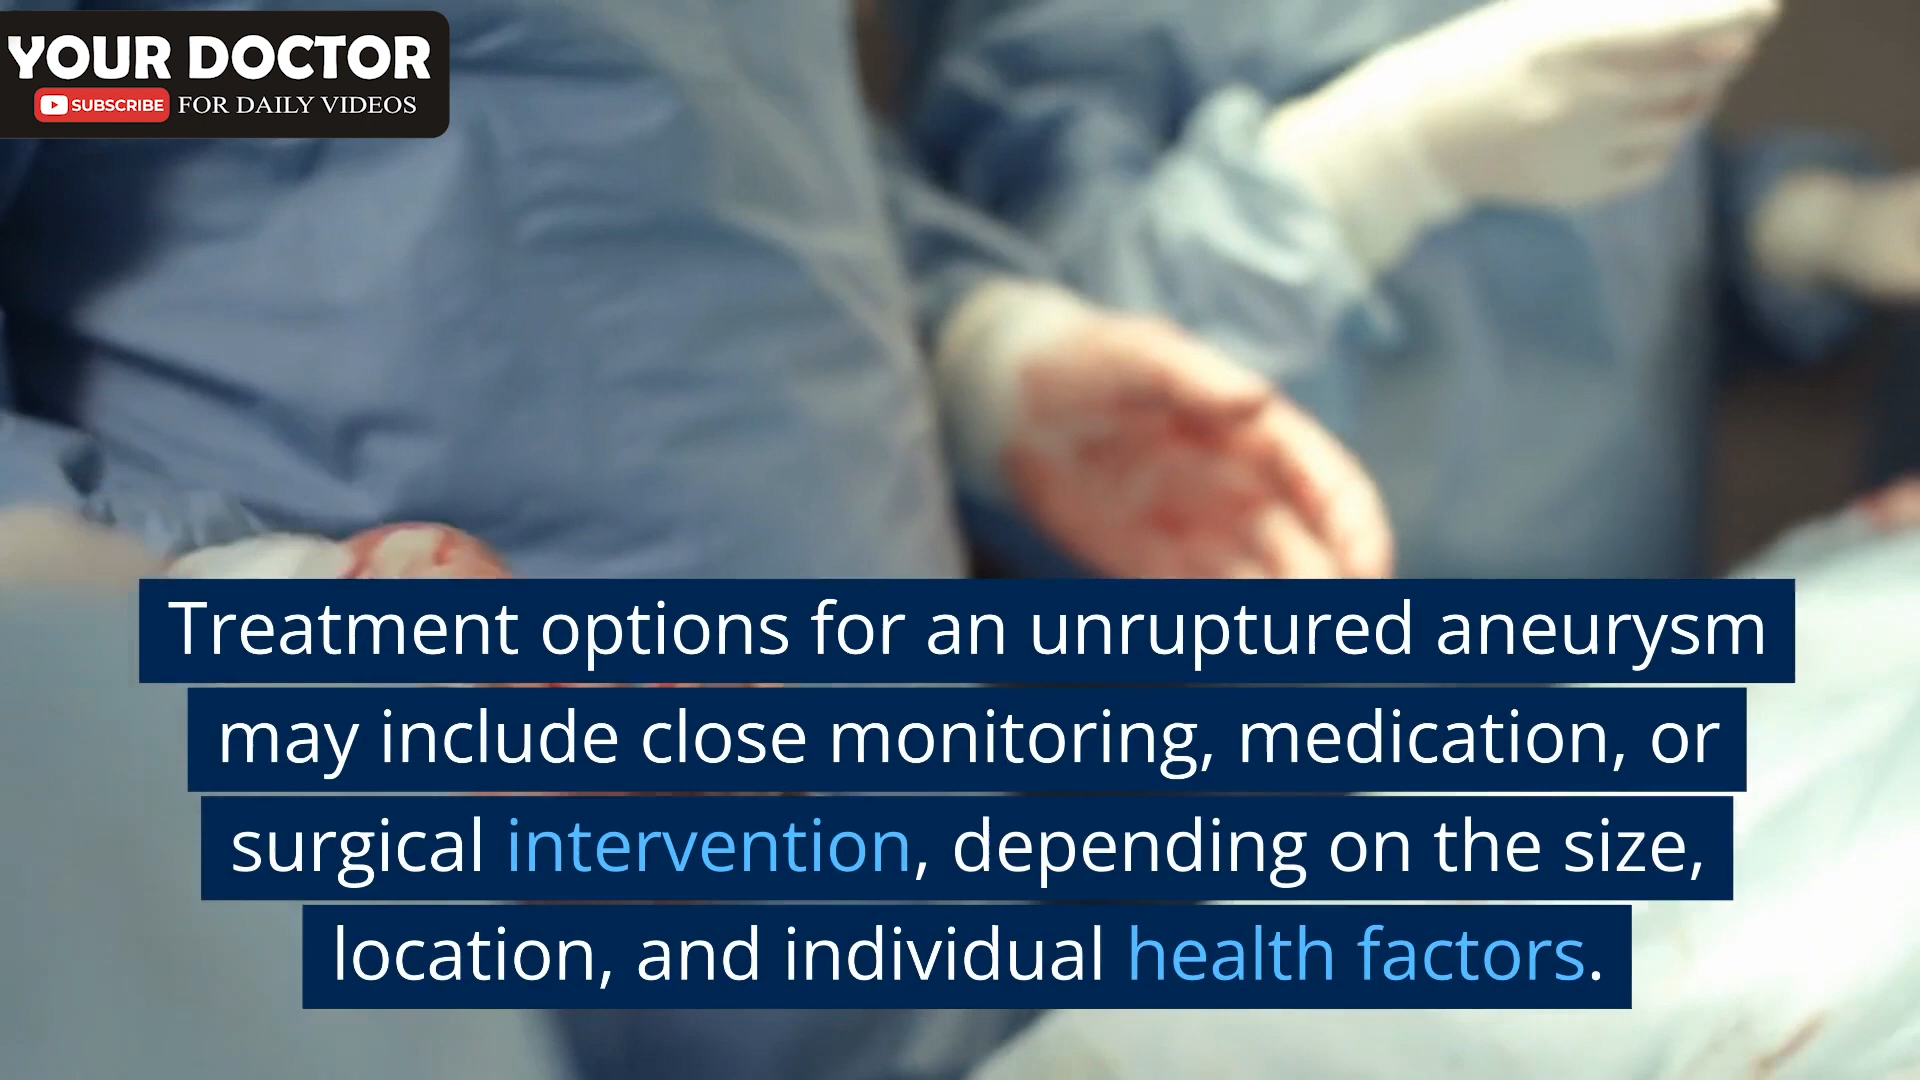 YOUR DOCTOR
SUBSCRIBE FOR DAILY VIDEOS
Treatment options for an unruptured aneurysm
may include close monitoring, medication, or
surgical intervention, depending on the size,
location, and individual health factors.